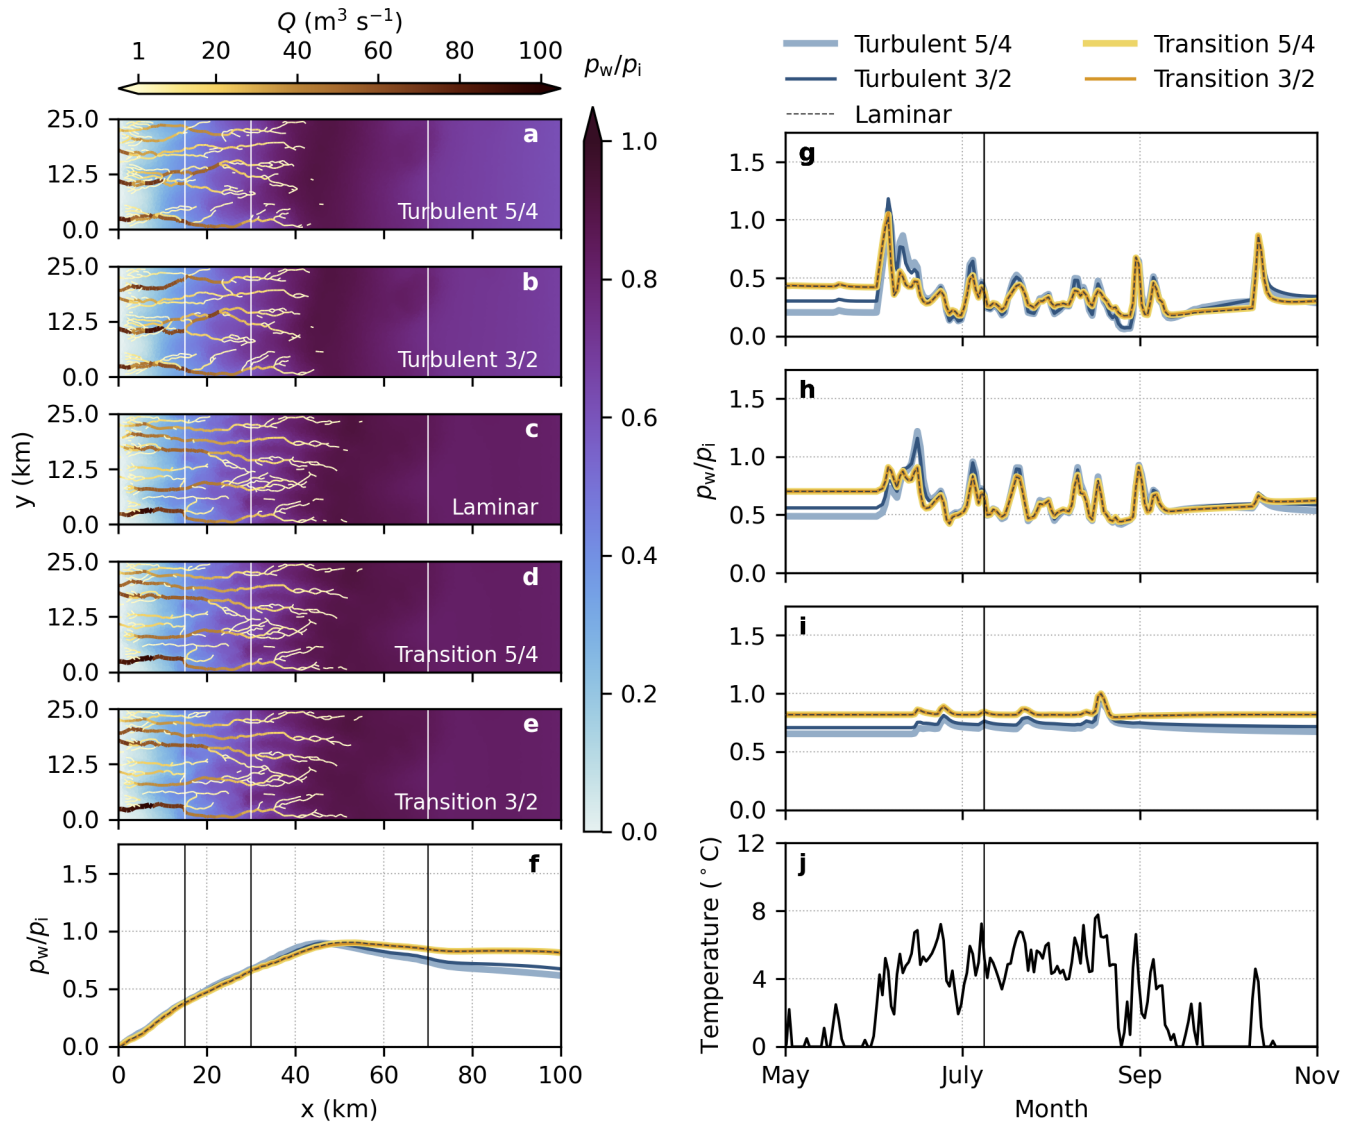 Q (m³ s⁻¹)
1 20 40 60 80 100
p_w/p_i
25.0
12.5
0.0
a
Turbulent 5/4
25.0
12.5
0.0
b
Turbulent 3/2
25.0
12.5
0.0
c
Laminar
25.0
12.5
0.0
d
Transition 5/4
25.0
12.5
0.0
e
Transition 3/2
y (km)
1.0
0.8
0.6
0.4
0.2
0.0
f
p_w/p_i
1.5
1.0
0.5
0.0
0 20 40 60 80 100
x (km)
Turbulent 5/4
Turbulent 3/2
Laminar
Transition 5/4
Transition 3/2
g
1.5
1.0
0.5
0.0
h
p_w/p_i
1.5
1.0
0.5
0.0
i
1.5
1.0
0.5
0.0
j
Temperature (°C)
12
8
4
0
May July Sep Nov
Month